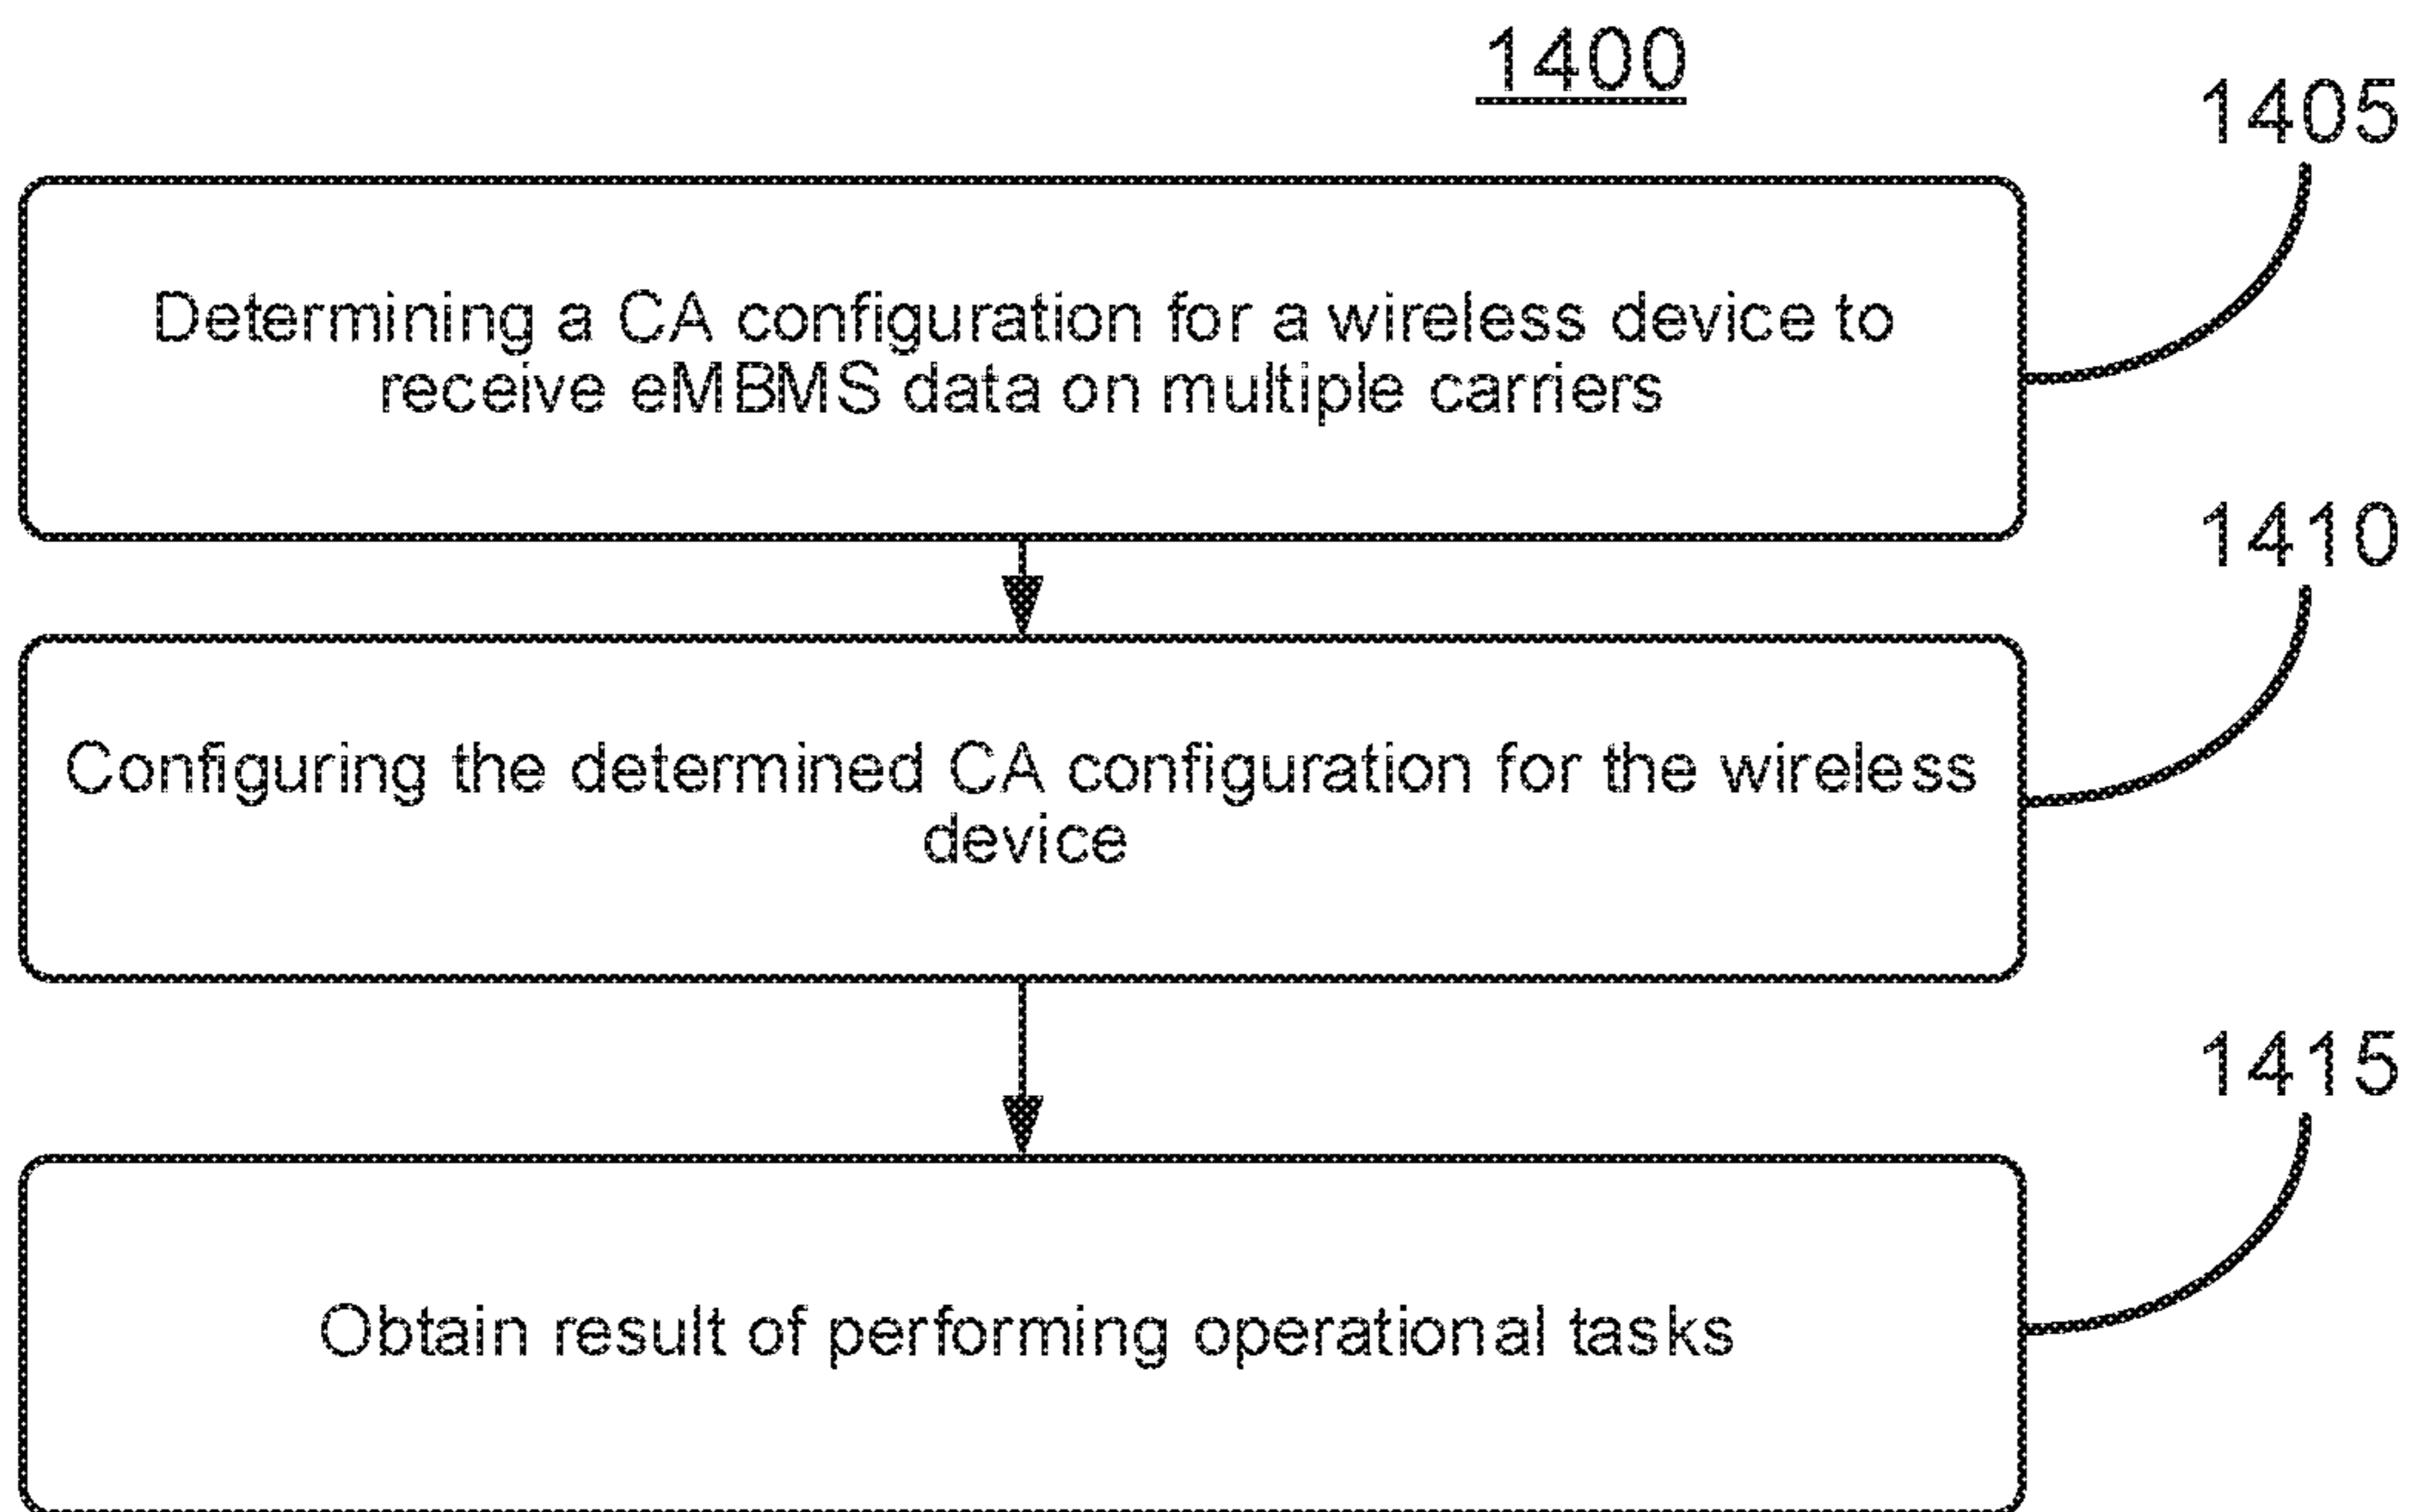 1400
1405
Determining a CA configuration for a wireless device to
receive eMBMS data on multiple carriers
1410
Configuring the determined CA configuration for the wireless
device
1415
Obtain result of performing operational tasks